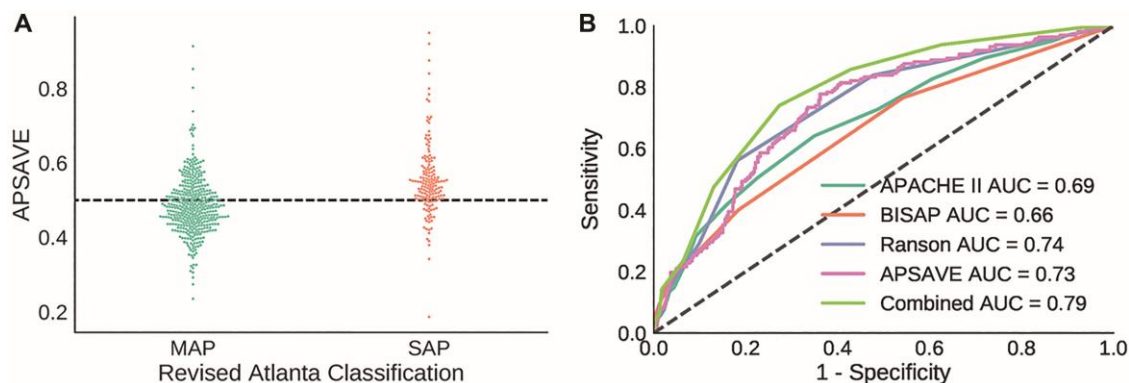 A
APSAVE
0.8
0.6
0.4
0.2
MAP
SAP
Revised Atlanta Classification
B
Sensitivity
1.0
0.8
0.6
0.4
0.2
0.0
APACHE II AUC = 0.69
BISAP AUC = 0.66
Ranson AUC = 0.74
APSAVE AUC = 0.73
Combined AUC = 0.79
0.0 0.2 0.4 0.6 0.8 1.0
1 - Specificity